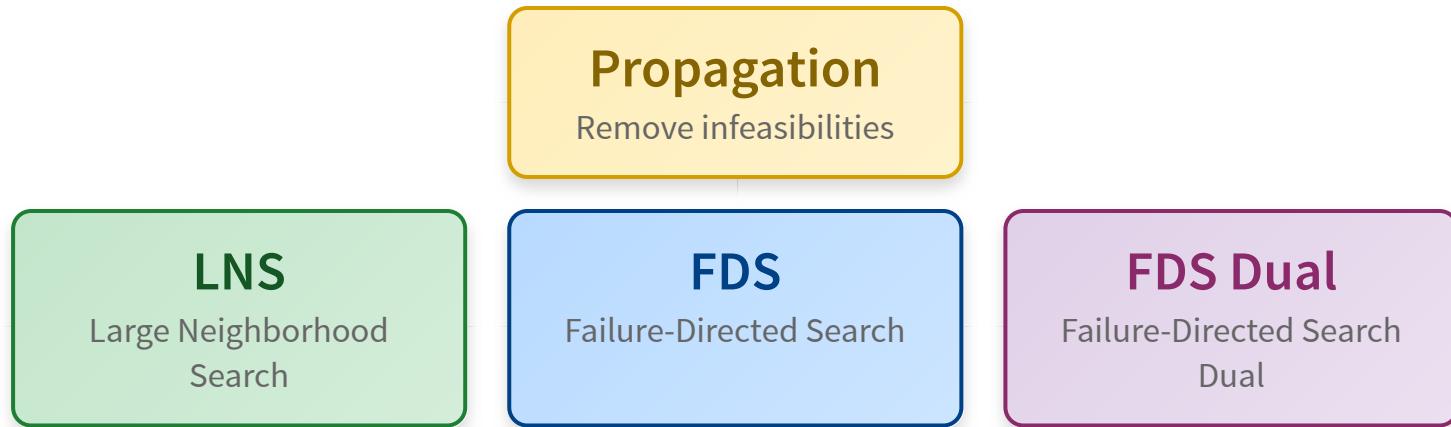 Propagation
Remove infeasibilities
LNS
Large Neighborhood
Search
FDS
Failure-Directed Search
FDS Dual
Failure-Directed Search
Dual